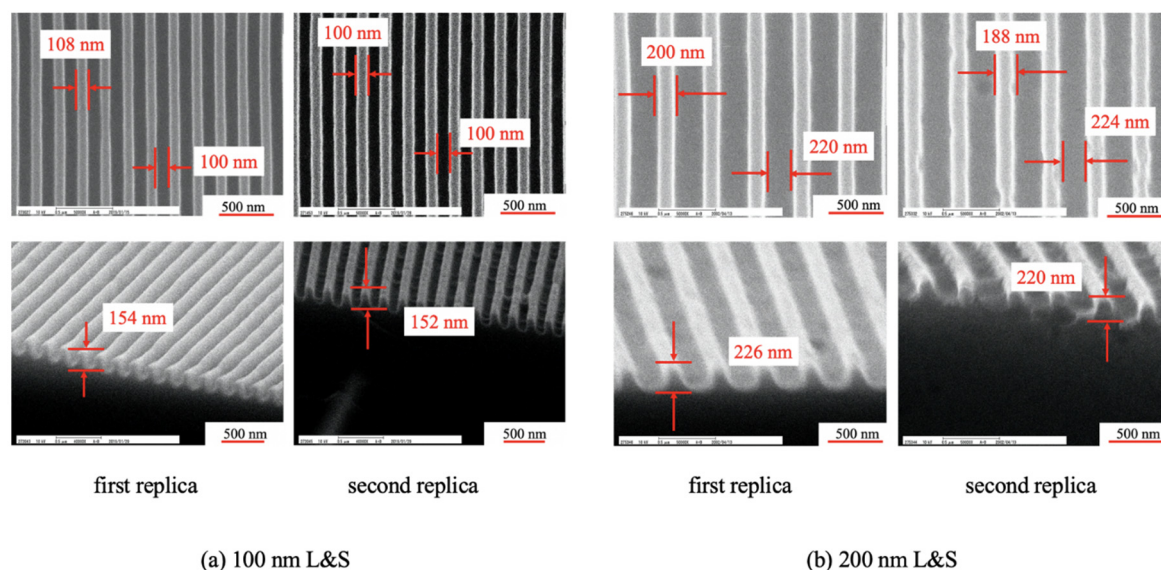 108 nm
100 nm
500 nm
100 nm
100 nm
500 nm
200 nm
220 nm
500 nm
188 nm
224 nm
500 nm
154 nm
500 nm
152 nm
500 nm
226 nm
500 nm
220 nm
500 nm
first replica
second replica
first replica
second replica
(a) 100 nm L&S
(b) 200 nm L&S